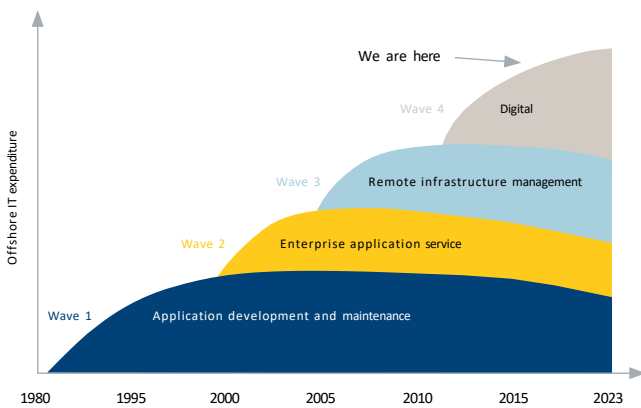 We are here
Wave 4
Digital
Wave 3
Remote infrastructure management
Wave 2
Enterprise application service
Wave 1
Application development and maintenance
Offshore IT expenditure
1980 1995 2000 2005 2010 2015 2023